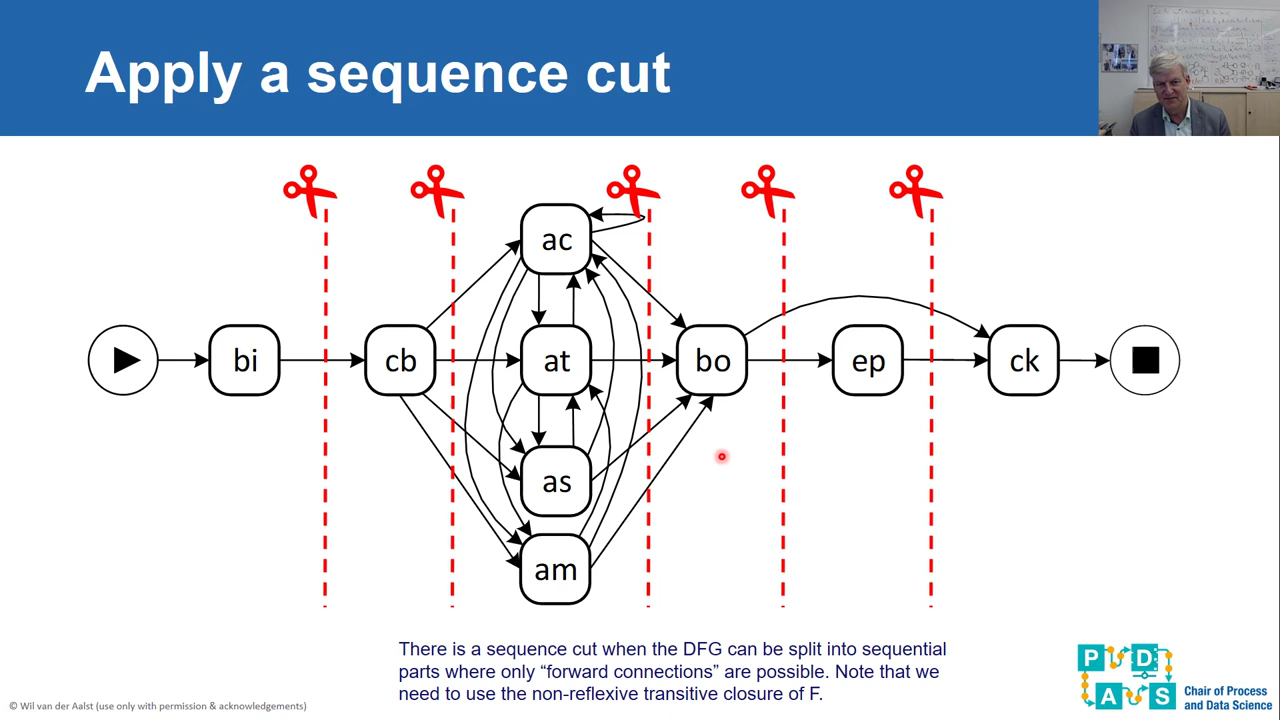 Apply a sequence cut
ac
bi
cb
at
bo
ep
ck
as
am
There is a sequence cut when the DFG can be split into sequential
parts where only “forward connections” are possible. Note that we
need to use the non-reflexive transitive closure of F.
© Wil van der Aalst (use only with permission & acknowledgements)
P D
A S
Chair of Process
and Data Science